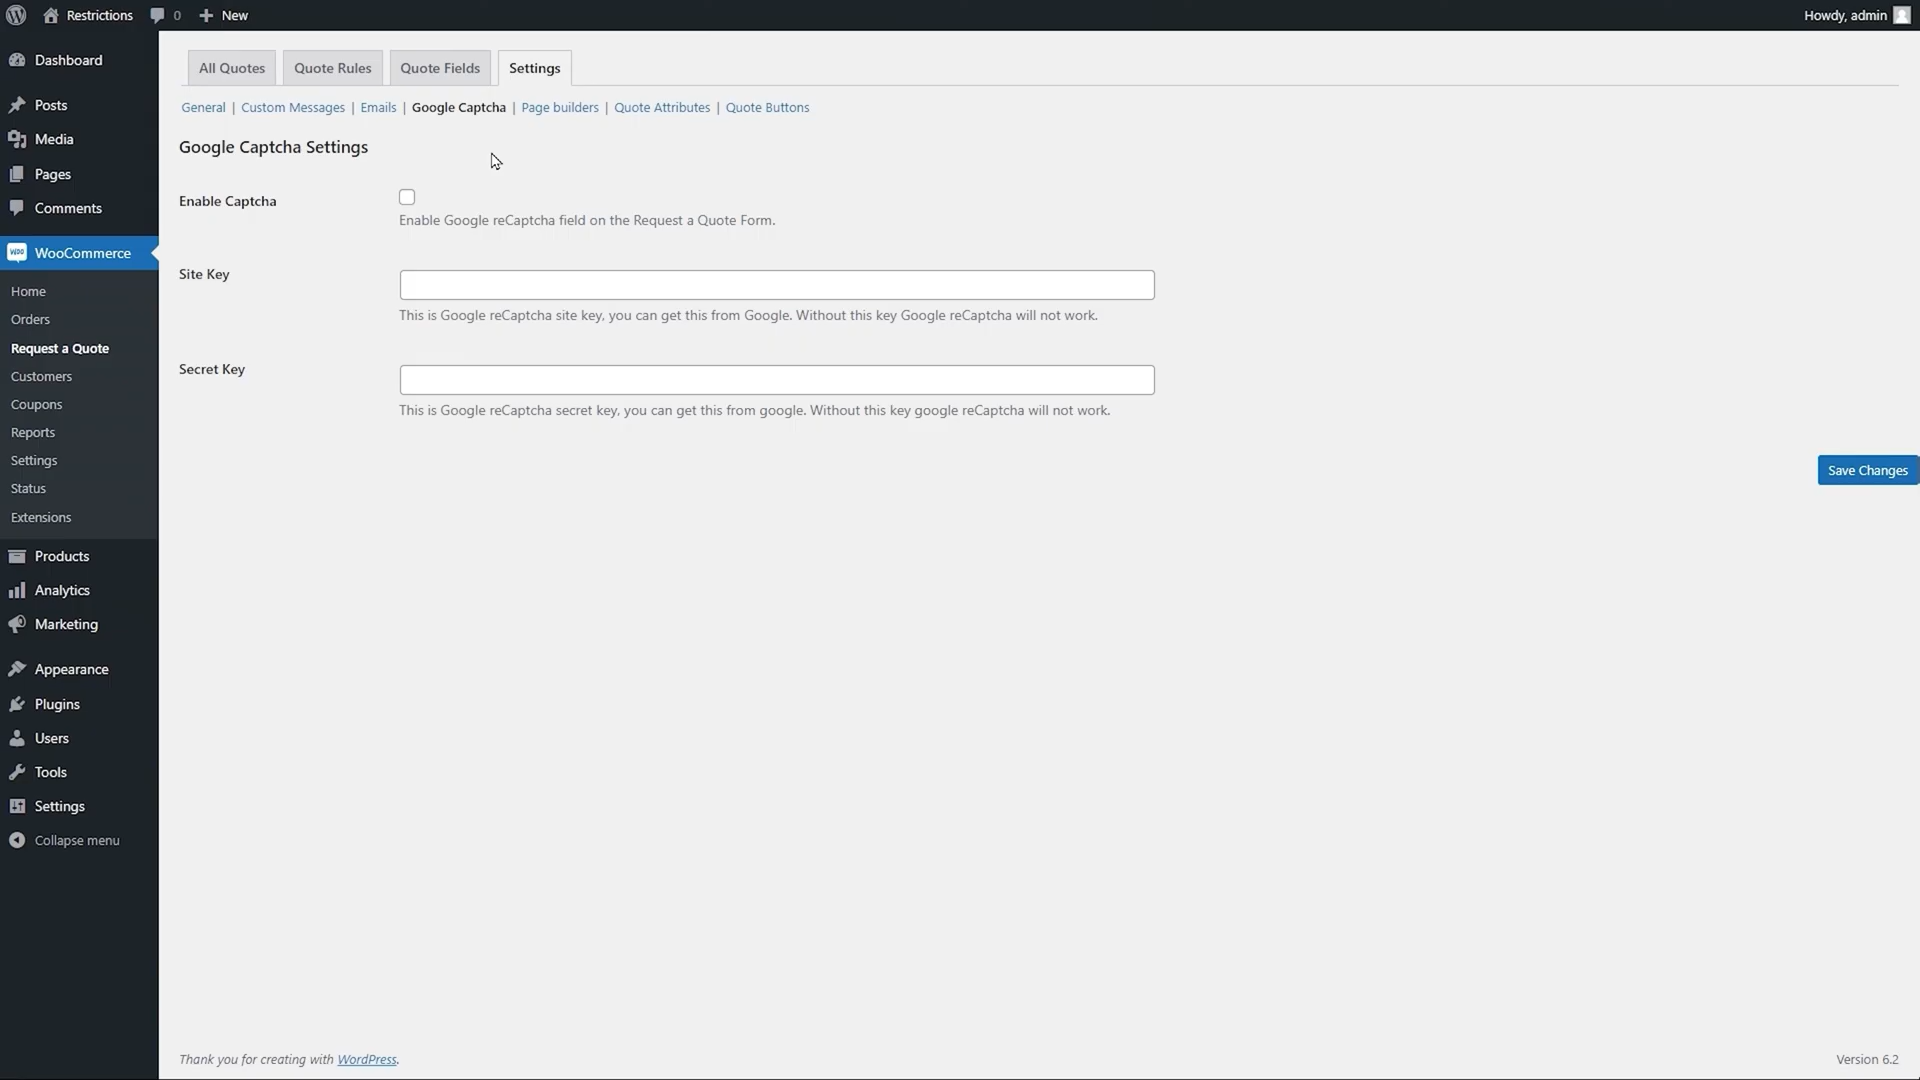 Restrictions 0 New Howdy, admin
Dashboard
Posts
Media
Pages
Comments
WooCommerce
Home
Orders
Request a Quote
Customers
Coupons
Reports
Settings
Status
Extensions
Products
Analytics
Marketing
Appearance
Plugins
Users
Tools
Settings
Collapse menu
All Quotes Quote Rules Quote Fields Settings
General | Custom Messages | Emails | Google Captcha | Page builders | Quote Attributes | Quote Buttons
Google Captcha Settings
Enable Captcha
Enable Google reCaptcha field on the Request a Quote Form.
Site Key
This is Google reCaptcha site key, you can get this from Google. Without this key Google reCaptcha will not work.
Secret Key
This is Google reCaptcha secret key, you can get this from google. Without this key google reCaptcha will not work.
Save Changes
Thank you for creating with WordPress. Version 6.2